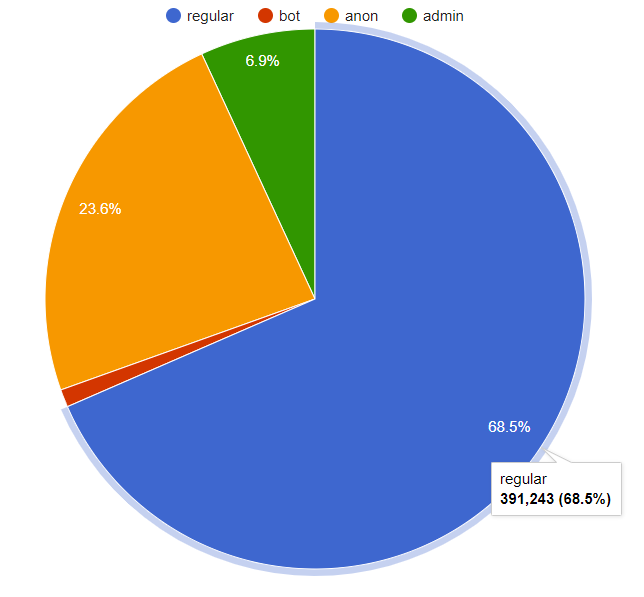 regular bot anon admin
6.9%
23.6%
68.5%
regular
391,243 (68.5%)